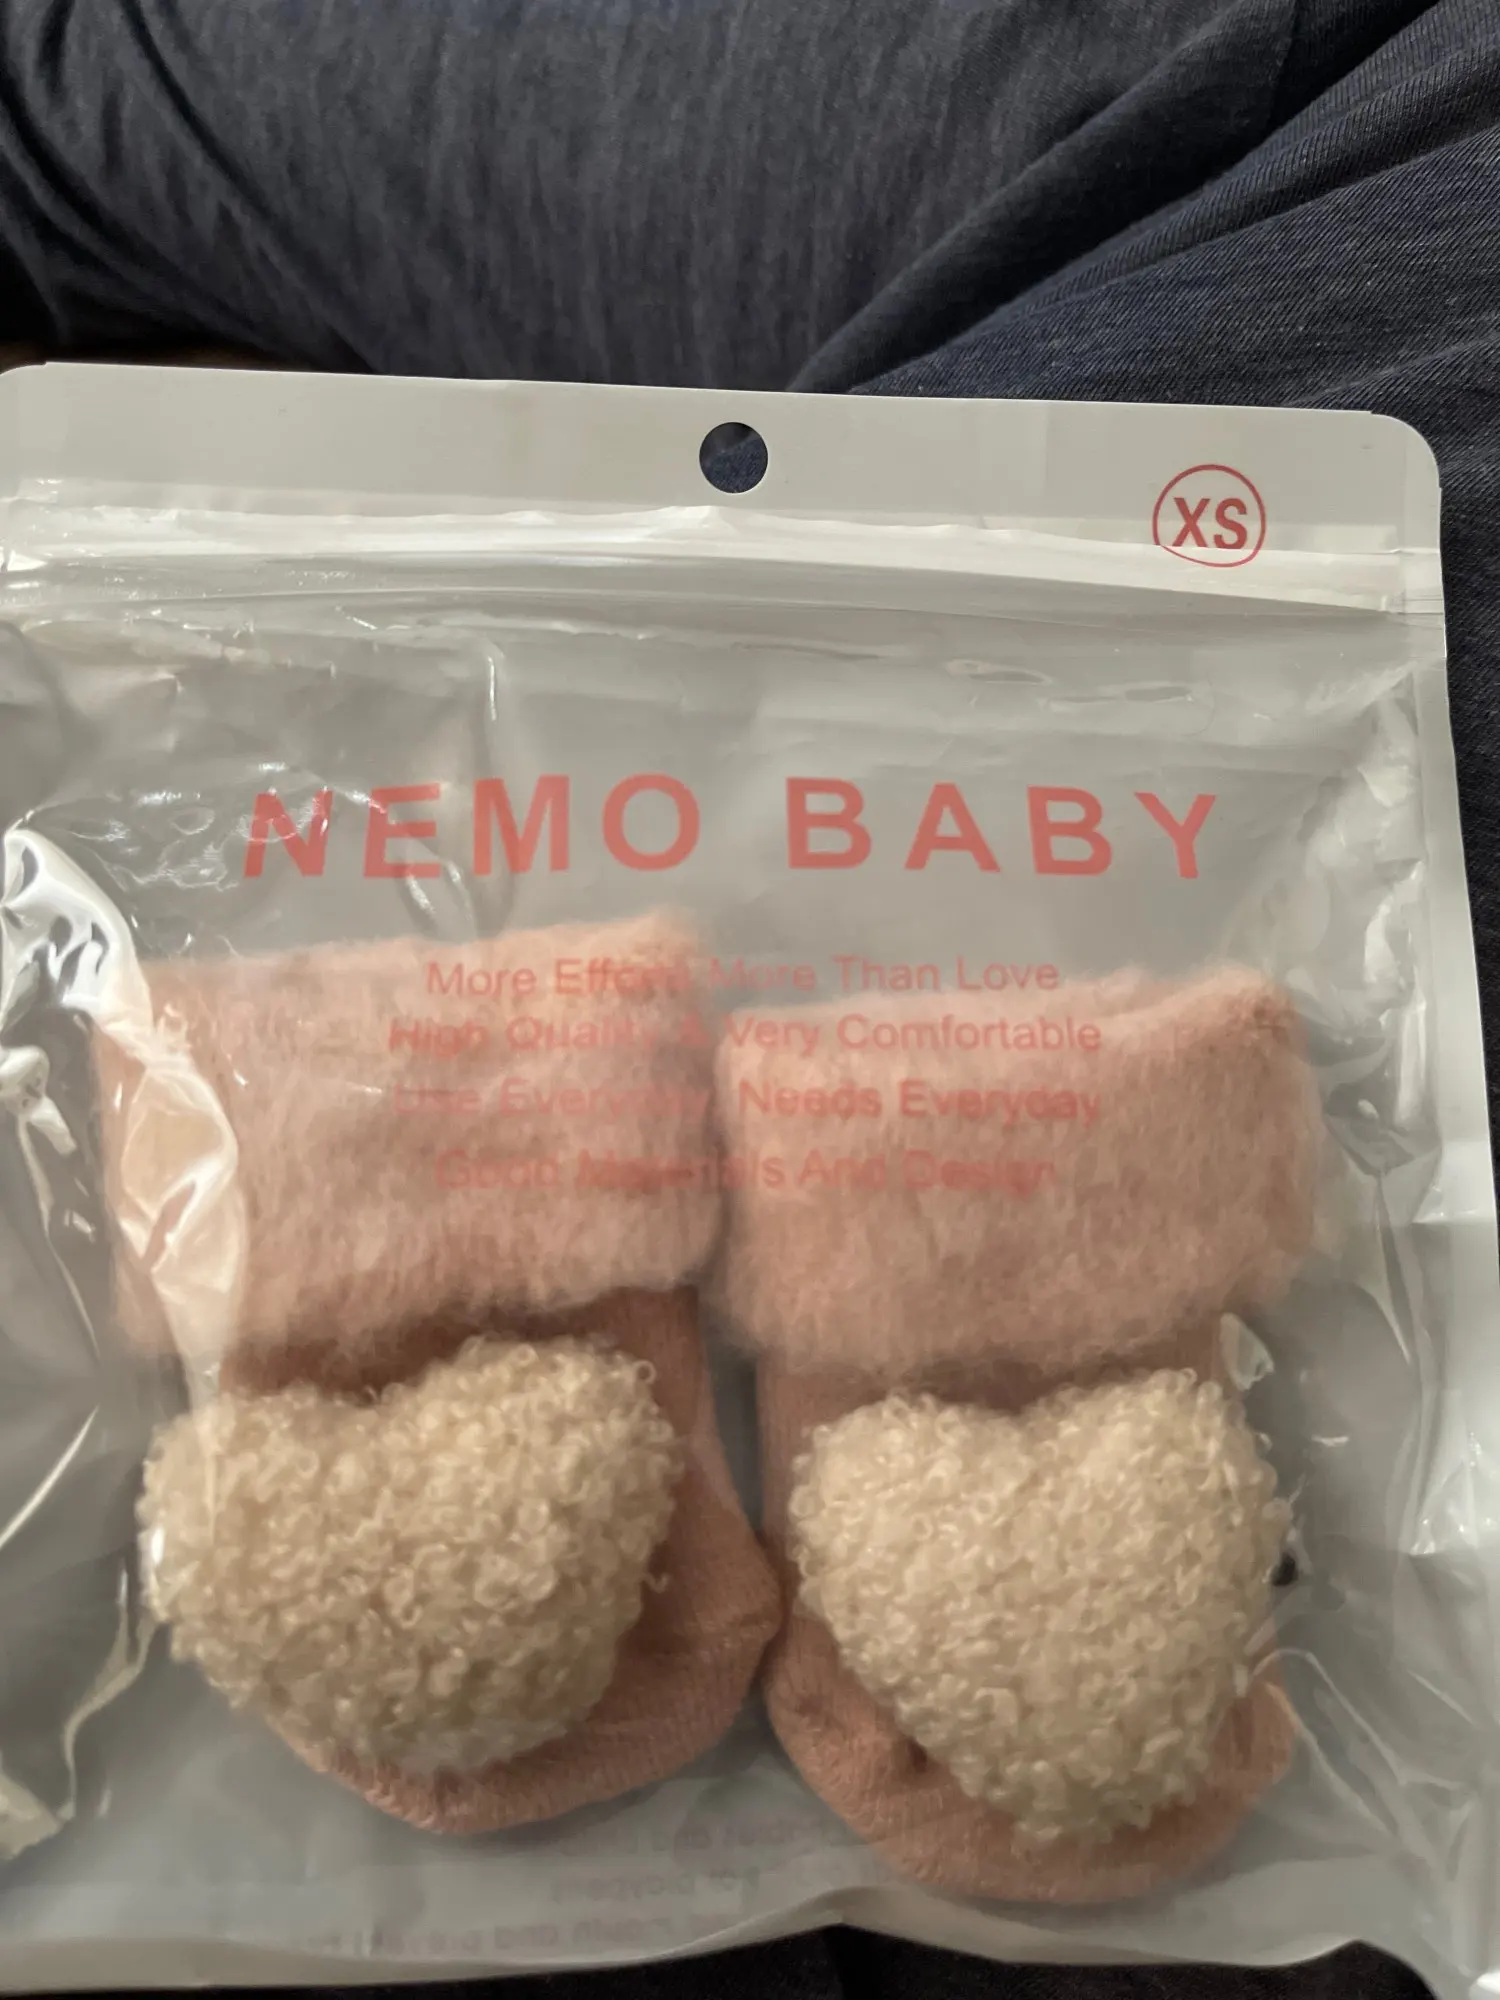 XS
NEMO BABY
More Efforts More Than Love
High Quality & Very Comfortable
Use Everyday, Needs Everyday
Good Materials And Design